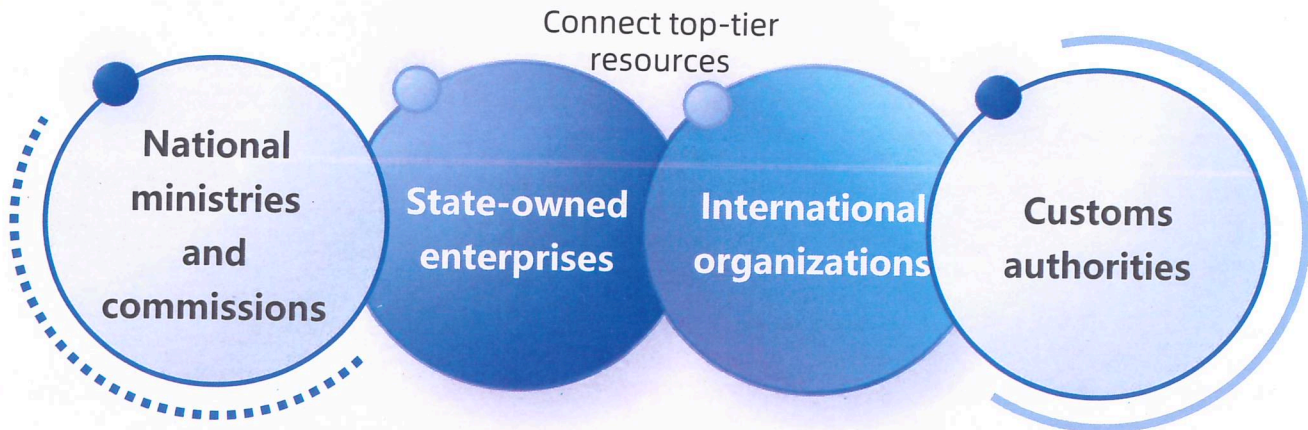 Connect top-tier
resources
National
ministries
and
commissions
State-owned
enterprises
International
organizations
Customs
authorities